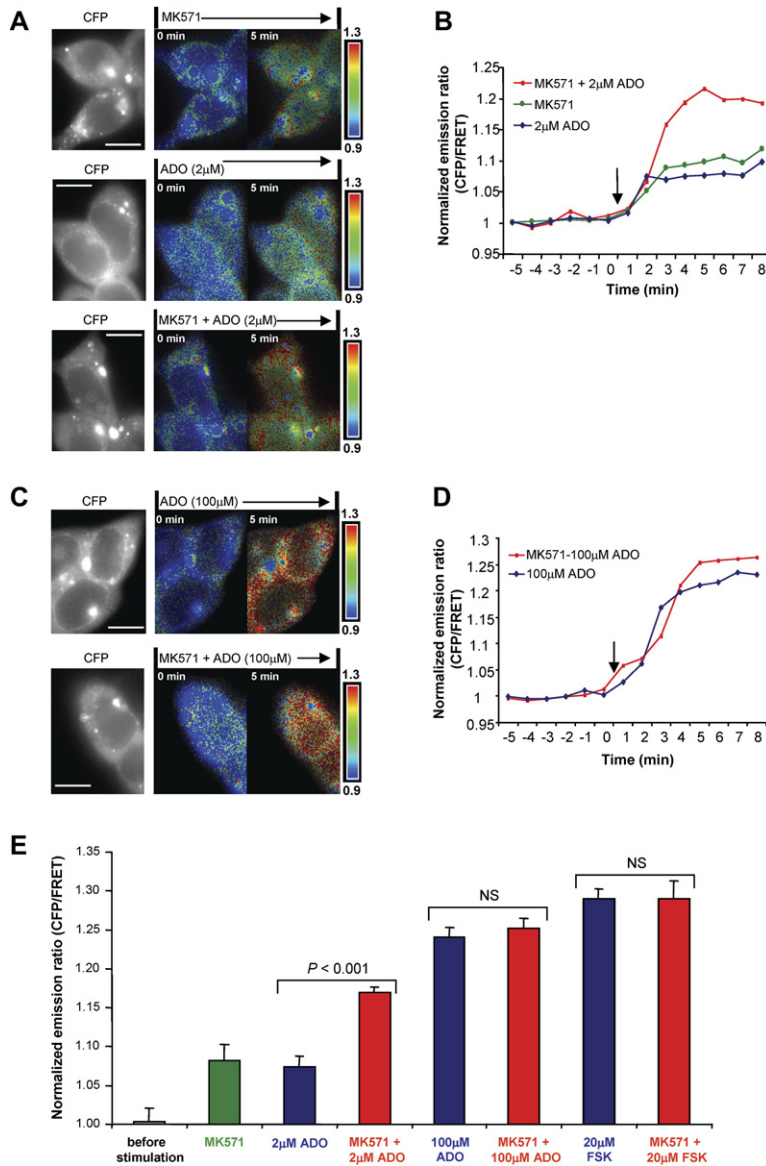 A
CFP
MK571
0 min
5 min
1.3
0.9
CFP
ADO (2μM)
0 min
5 min
1.3
0.9
CFP
MK571 + ADO (2μM)
0 min
5 min
1.3
0.9
B
Normalized emission ratio
(CFP/FRET)
1.25
1.2
1.15
1.1
1.05
1
0.95
MK571 + 2μM ADO
MK571
2μM ADO
-5 -4 -3 -2 -1 0 1 2 3 4 5 6 7 8
Time (min)
C
CFP
ADO (100μM)
0 min
5 min
1.3
0.9
CFP
MK571 + ADO (100μM)
0 min
5 min
1.3
0.9
D
Normalized emission ratio
(CFP/FRET)
1.3
1.25
1.2
1.15
1.1
1.05
1
0.95
MK571-100μM ADO
100μM ADO
-5 -4 -3 -2 -1 0 1 2 3 4 5 6 7 8
Time (min)
E
Normalized emission ratio (CFP/FRET)
1.35
1.30
1.25
1.20
1.15
1.10
1.05
1.00
P < 0.001
NS
NS
before
stimulation
MK571
2μM ADO
MK571 +
2μM ADO
100μM
ADO
MK571 +
100μM ADO
20μM
FSK
MK571 +
20μM FSK